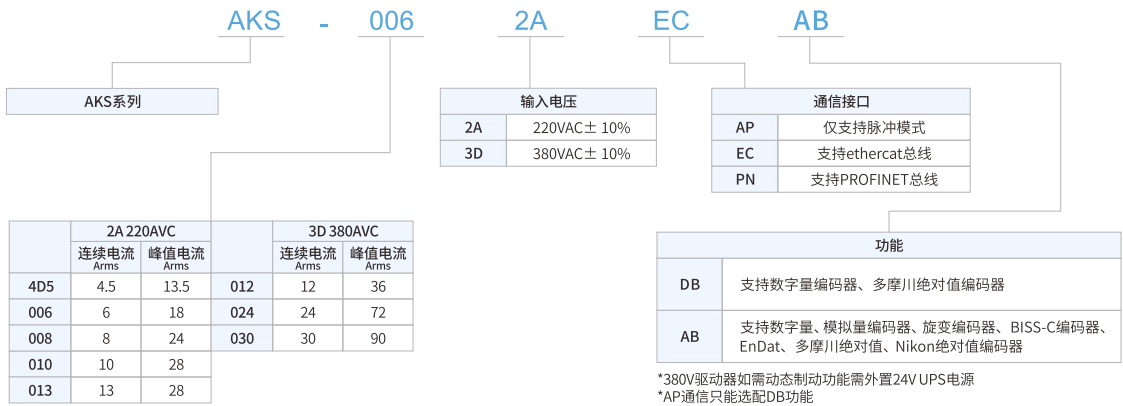 AKS - 006 2A EC AB
AKS系列
输入电压
2A 220VAC± 10%
3D 380VAC± 10%
通信接口
AP 仅支持脉冲模式
EC 支持ethercat总线
PN 支持PROFINET总线
2A 220AVC 3D 380AVC
连续电流 峰值电流 连续电流 峰值电流
Arms Arms Arms Arms
4D5 4.5 13.5 012 12 36
006 6 18 024 24 72
008 8 24 030 30 90
010 10 28
013 13 28
功能
DB 支持数字量编码器、多摩川绝对值编码器
AB 支持数字量、模拟量编码器、旋变编码器、BISS-C编码器、
EnDat、多摩川绝对值、Nikon绝对值编码器
*380V驱动器如需动态制动功能需外置24V UPS电源
*AP通信只能选配DB功能